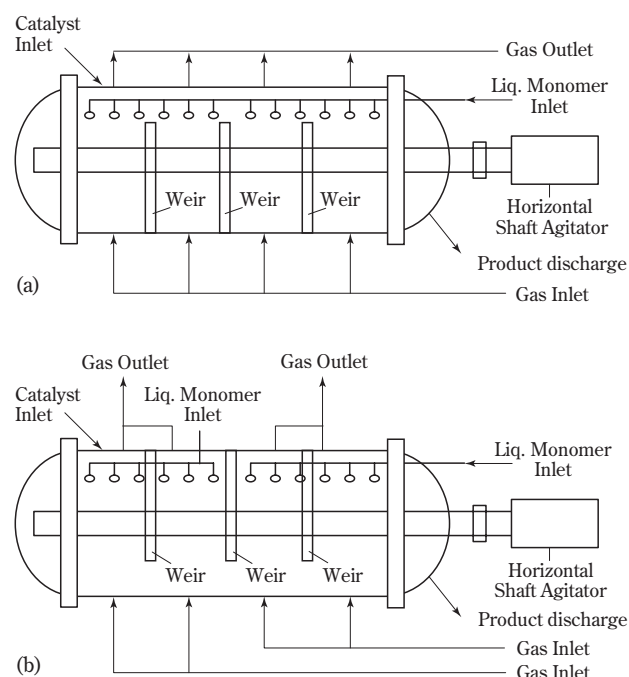 Catalyst
Inlet
Gas Outlet
Liq. Monomer
Inlet
Weir
Weir
Weir
Horizontal
Shaft Agitator
Product discharge
Gas Inlet
(a)
Gas Outlet
Gas Outlet
Catalyst
Inlet
Liq. Monomer
Inlet
Liq. Monomer
Inlet
Weir
Weir
Weir
Horizontal
Shaft Agitator
Product discharge
Gas Inlet
(b)
Gas Inlet